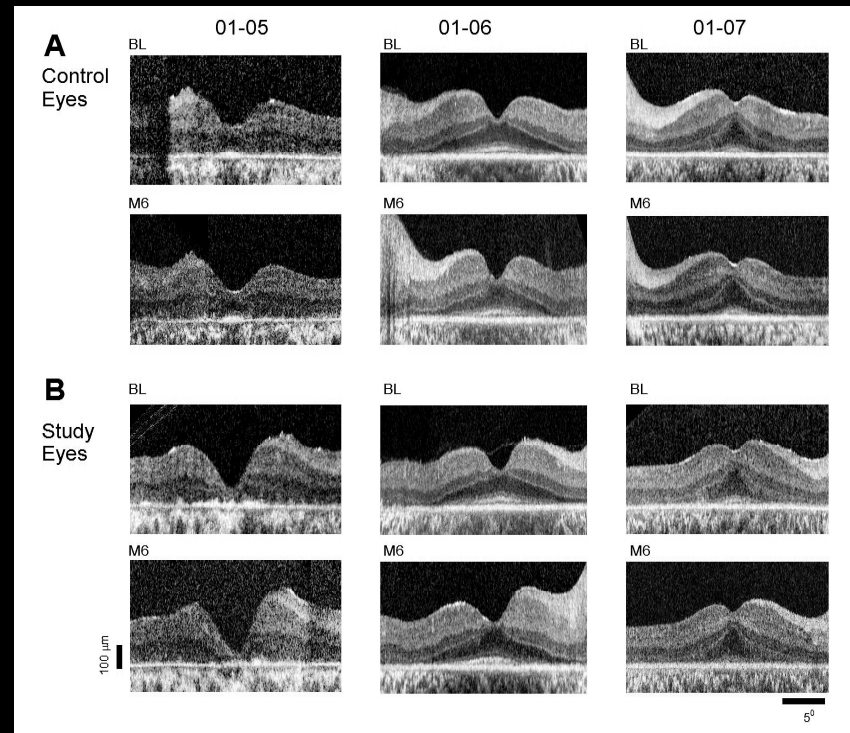 01-05 01-06 01-07
A
Control
Eyes
BL BL BL
M6 M6 M6
B
Study
Eyes
BL BL BL
M6 M6 M6
100 μm
5⁰